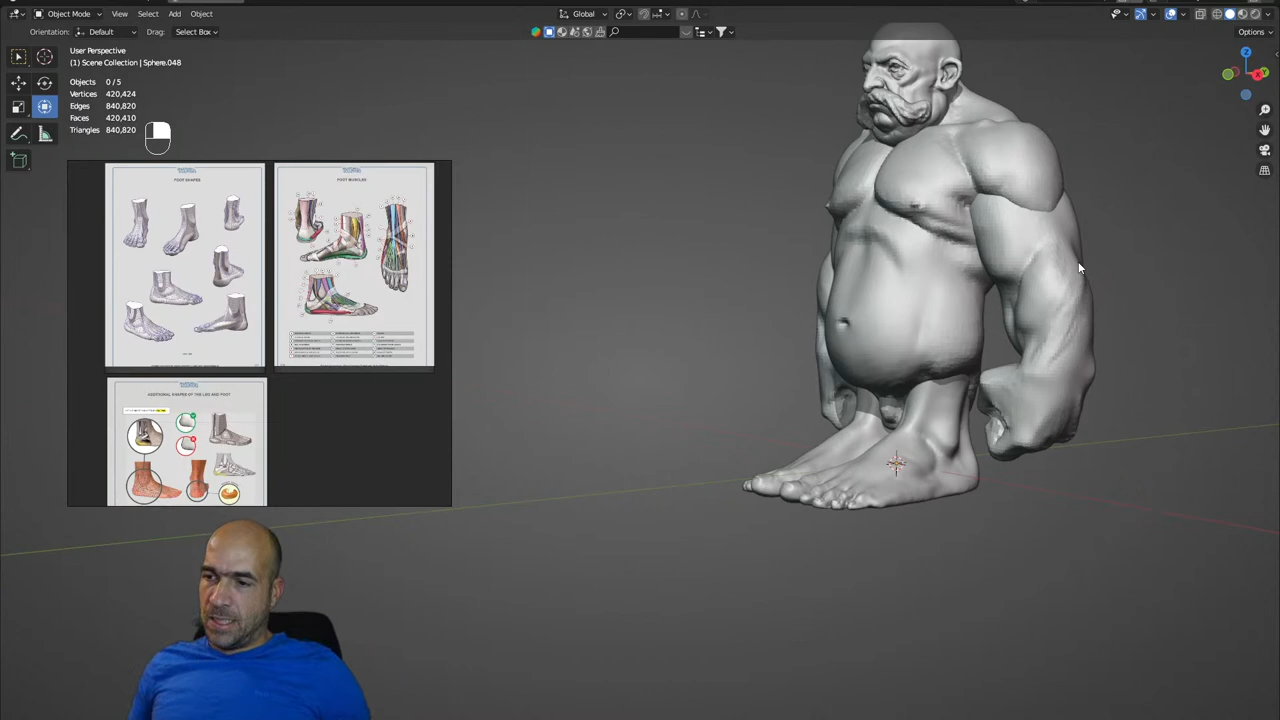 Object Mode View Select Add Object Global
Orientation: Default Drag: Select Box Options
User Perspective
(1) Scene Collection | Sphere.048
Objects 0 / 5
Vertices 420,424
Edges 840,820
Faces 420,410
Triangles 840,820
Z
X
Y
FOOT SHAPES
FOOT MUSCLES
ADDITIONAL SHAPES OF THE LEG AND FOOT